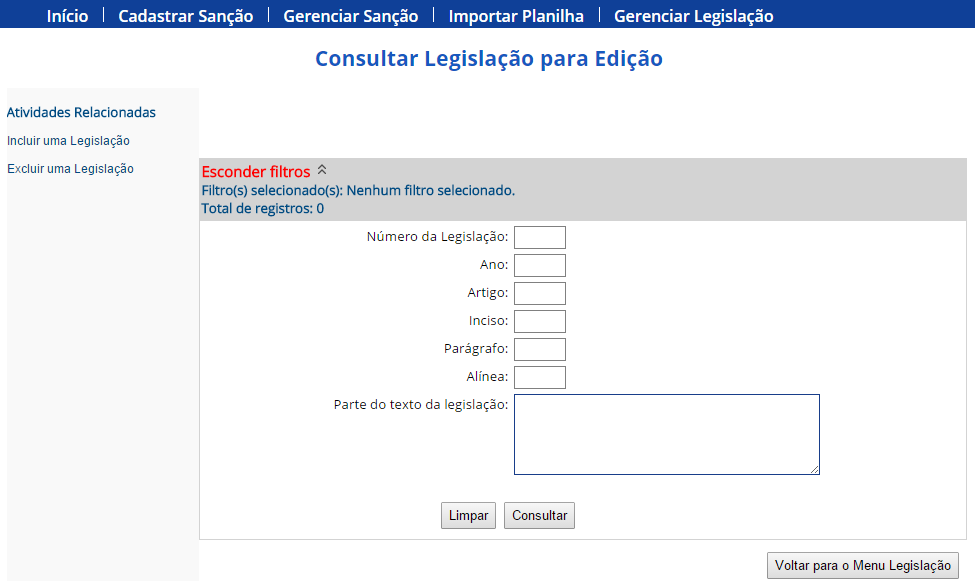 Início Cadastrar Sanção Gerenciar Sanção Importar Planilha Gerenciar Legislação
Consultar Legislação para Edição
Atividades Relacionadas
Incluir uma Legislação
Excluir uma Legislação
Esconder filtros
Filtro(s) selecionado(s): Nenhum filtro selecionado.
Total de registros: 0
Número da Legislação:
Ano:
Artigo:
Inciso:
Parágrafo:
Alínea:
Parte do texto da legislação:
Limpar Consultar
Voltar para o Menu Legislação